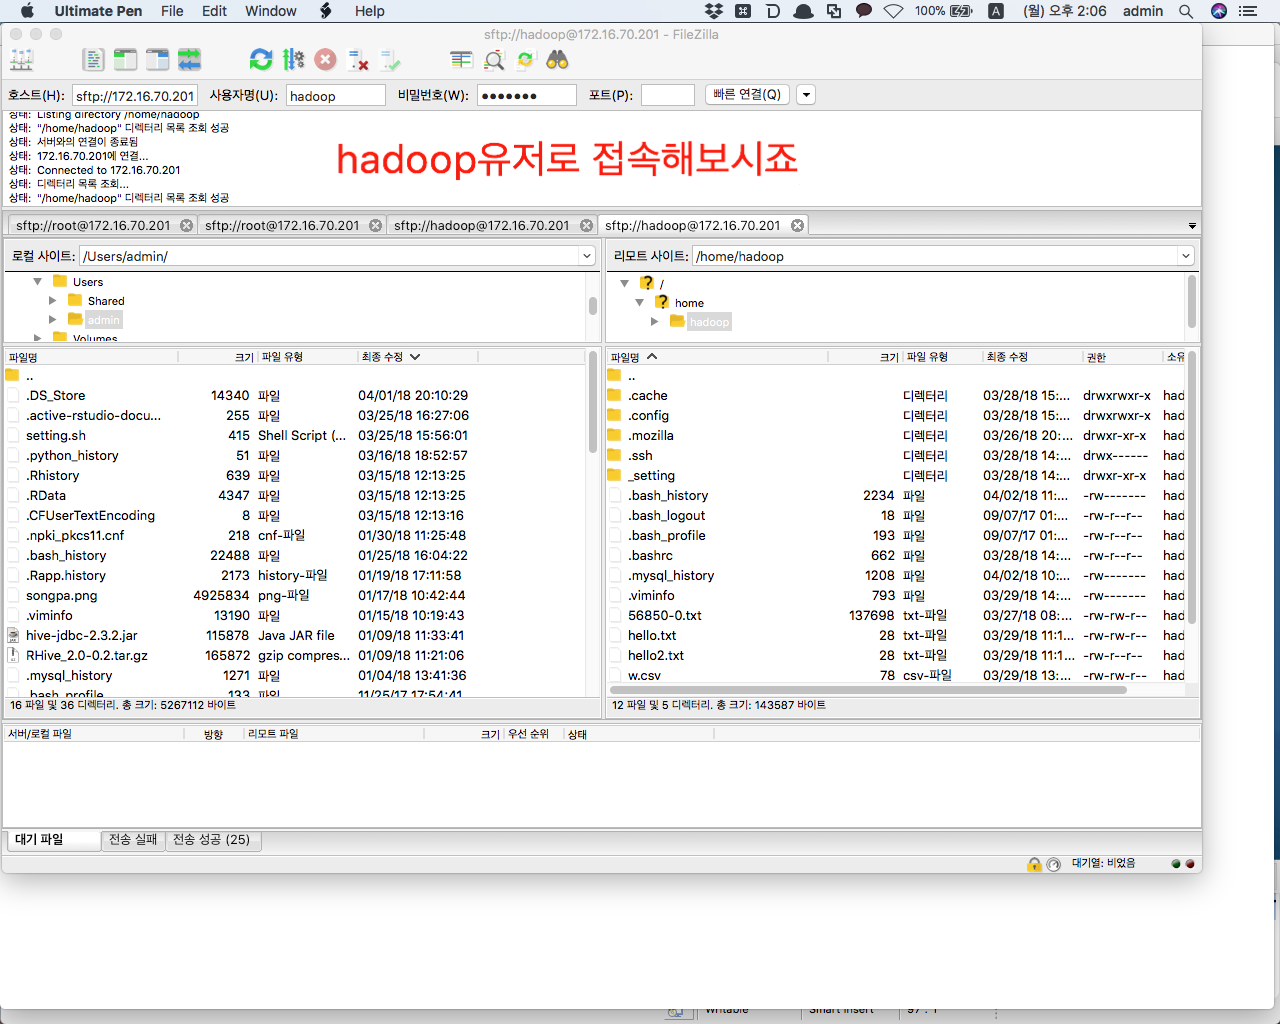 Ultimate Pen File Edit Window Help 100% A (월) 오후 2:06 admin
sftp://hadoop@172.16.70.201 - FileZilla
호스트(H): sftp://172.16.70.201 사용자명(U): hadoop 비밀번호(W): ●●●●●●● 포트(P): 빠른 연결(Q)
상태: Listing directory /home/hadoop
상태: "/home/hadoop" 디렉터리 목록 조회 성공
상태: 서버와의 연결이 종료됨
상태: 172.16.70.201에 연결...
상태: Connected to 172.16.70.201
상태: 디렉터리 목록 조회...
상태: "/home/hadoop" 디렉터리 목록 조회 성공
hadoop유저로 접속해보시죠
sftp://root@172.16.70.201 sftp://root@172.16.70.201 sftp://hadoop@172.16.70.201 sftp://hadoop@172.16.70.201
로컬 사이트: /Users/admin/
Users
Shared
admin
Volumes
리모트 사이트: /home/hadoop
/
home
hadoop
파일명 크기 파일 유형 최종 수정
..
.DS_Store 14340 파일 04/01/18 20:10:29
.active-rstudio-docu... 255 파일 03/25/18 16:27:06
setting.sh 415 Shell Script (... 03/25/18 15:56:01
.python_history 51 파일 03/16/18 18:52:57
.Rhistory 639 파일 03/15/18 12:13:25
.RData 4347 파일 03/15/18 12:13:25
.CFUserTextEncoding 8 파일 03/15/18 12:13:16
.npki_pkcs11.cnf 218 cnf-파일 01/30/18 11:25:48
.bash_history 22488 파일 01/25/18 16:04:22
.Rapp.history 2173 history-파일 01/19/18 17:11:58
songpa.png 4925834 png-파일 01/17/18 10:42:44
.viminfo 13190 파일 01/15/18 10:19:43
hive-jdbc-2.3.2.jar 115878 Java JAR file 01/09/18 11:33:41
RHive_2.0-0.2.tar.gz 165872 gzip compres... 01/09/18 11:21:06
.mysql_history 1271 파일 01/04/18 13:41:36
.bash_profile 133 파일 11/25/17 17:54:41
16 파일 및 36 디렉터리. 총 크기: 5267112 바이트
파일명 크기 파일 유형 최종 수정 권한 소유
..
.cache 디렉터리 03/28/18 15:... drwxrwxr-x had
.config 디렉터리 03/28/18 15:... drwxrwxr-x had
.mozilla 디렉터리 03/26/18 20:... drwxr-xr-x had
.ssh 디렉터리 03/28/18 14:... drwx------ had
_setting 디렉터리 03/28/18 14:... drwxr-xr-x had
.bash_history 2234 파일 04/02/18 11:... -rw------- had
.bash_logout 18 파일 09/07/17 01:... -rw-r--r-- had
.bash_profile 193 파일 09/07/17 01:... -rw-r--r-- had
.bashrc 662 파일 03/28/18 14:... -rw-r--r-- had
.mysql_history 1208 파일 04/02/18 10:... -rw------- had
.viminfo 793 파일 03/29/18 14:... -rw------- had
56850-0.txt 137698 txt-파일 03/27/18 08:... -rw-rw-r-- had
hello.txt 28 txt-파일 03/29/18 11:1... -rw-rw-r-- had
hello2.txt 28 txt-파일 03/29/18 11:1... -rw-r--r-- had
w.csv 78 csv-파일 03/29/18 13:... -rw-rw-r-- had
12 파일 및 5 디렉터리. 총 크기: 143587 바이트
서버/로컬 파일 방향 리모트 파일 크기 우선 순위 상태
대기 파일 전송 실패 전송 성공 (25)
대기열: 비었음
Writable Smart Insert 97 : 1